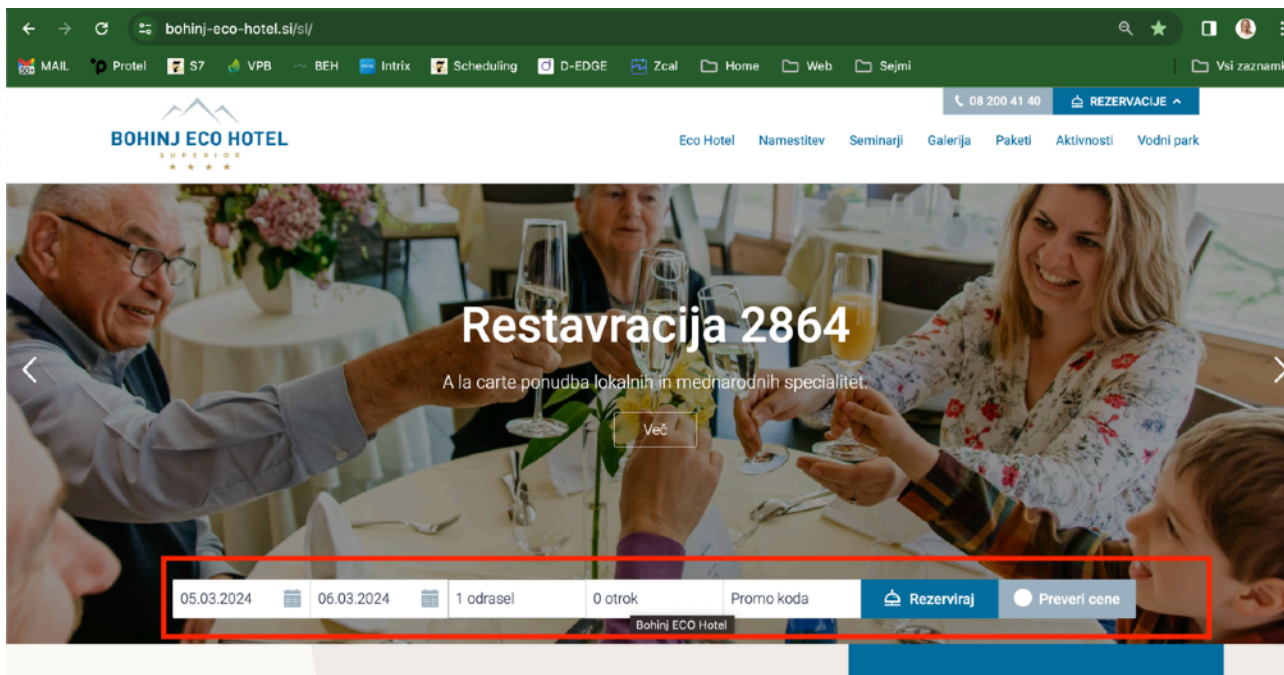 bohinj-eco-hotel.si/sl/
MAIL Protel S7 VPB BEH Intrix Scheduling D-EDGE Zcal Home Web Sejmi Vsi zaznamk
08 200 41 40 REZERVACIJE
BOHINJ ECO HOTEL
SUPERIOR
Eco Hotel Namestitev Seminarji Galerija Paketi Aktivnosti Vodni park
Restavracija 2864
A la carte ponudba lokalnih in mednarodnih specialitet.
Več
05.03.2024 06.03.2024 1 odrasel 0 otrok Promo koda Rezerviraj Preveri cene
Bohinj ECO Hotel